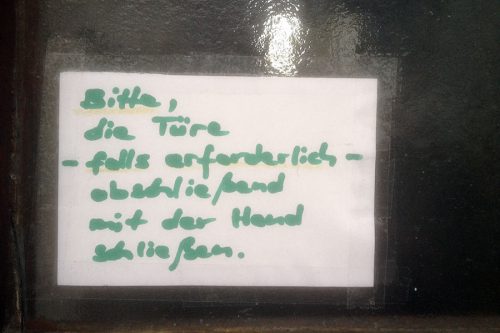 Bitte,
die Türe
- falls erforderlich -
abschließend
mit der Hand
schließen.